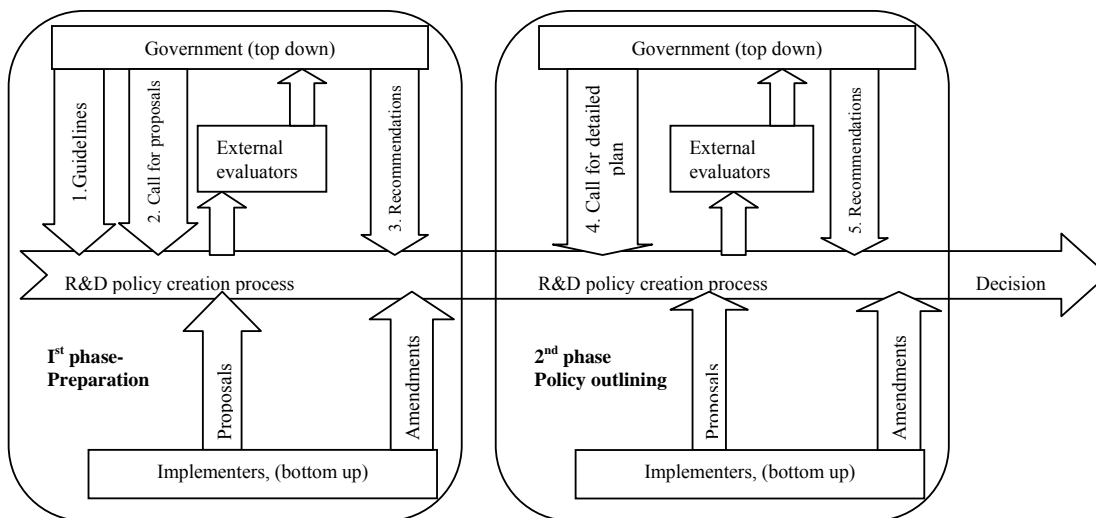 Government (top down)
1.Guidelines
2. Call for proposals
External
evaluators
3. Recommendations
R&D policy creation process
Ist phase-
Preparation
Proposals
Amendments
Implementers, (bottom up)
Government (top down)
4. Call for detailed
plan
External
evaluators
5. Recommendations
R&D policy creation process
Decision
2nd phase
Policy outlining
Proposals
Amendments
Implementers, (bottom up)